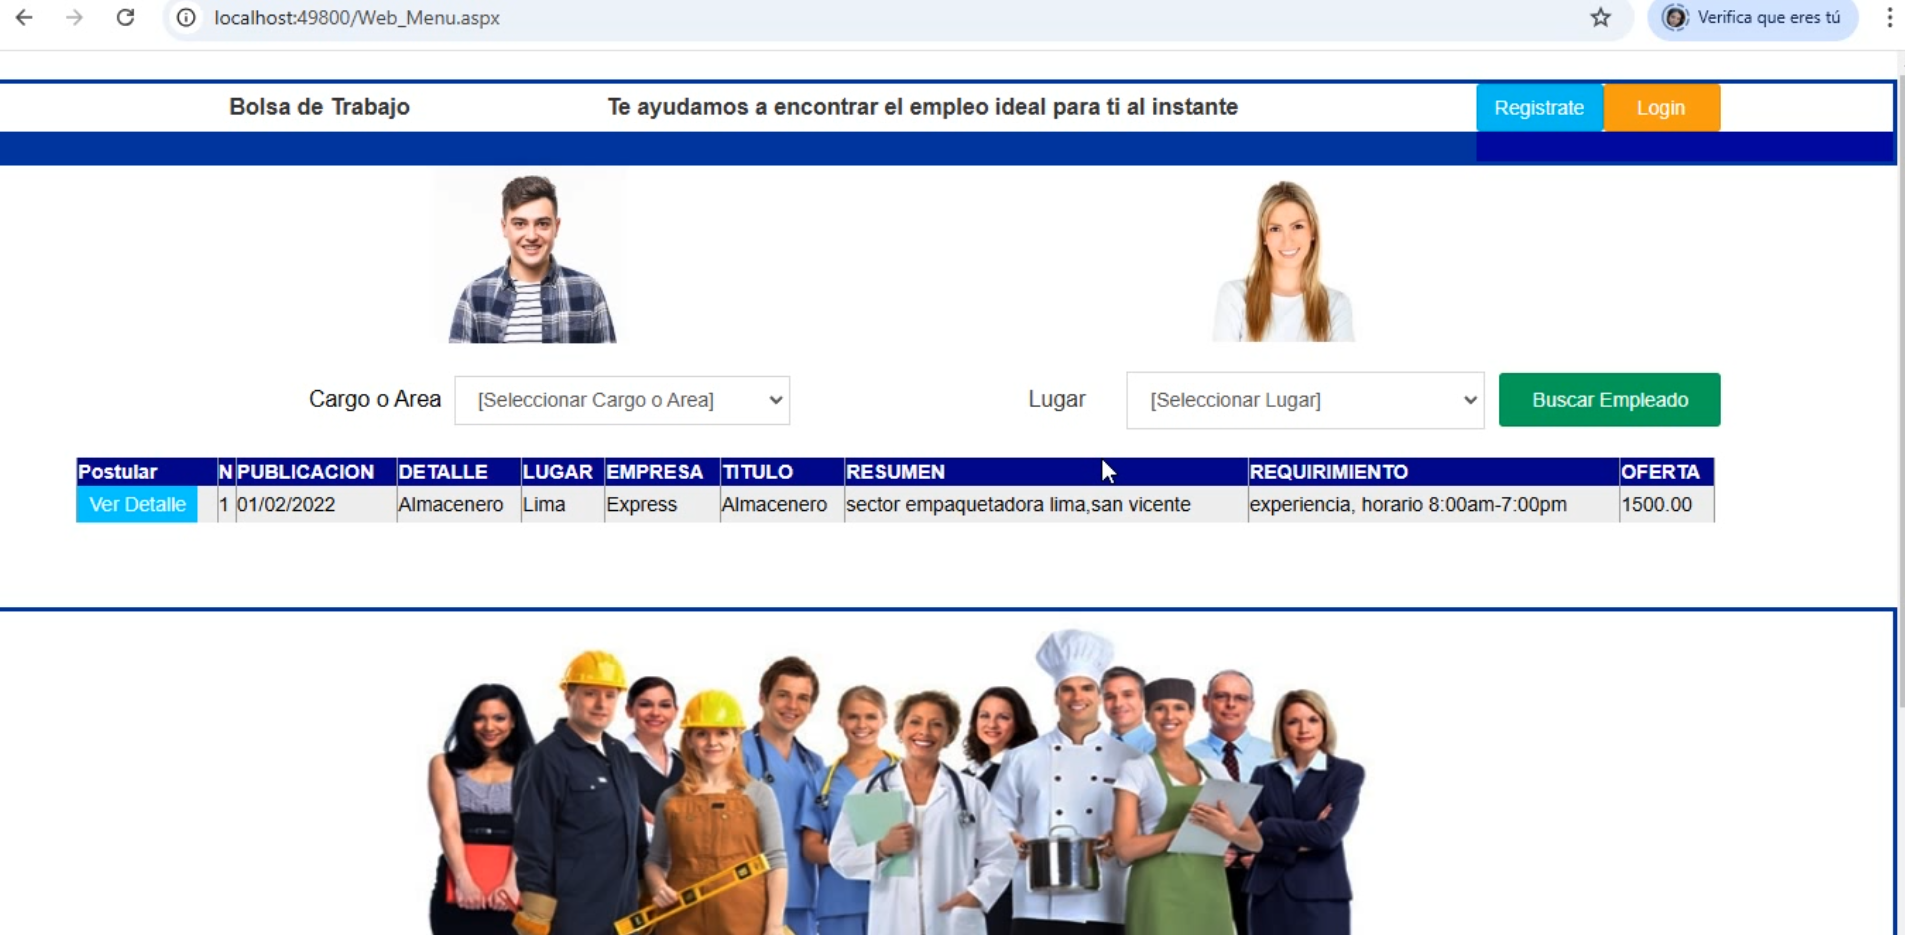 localhost:49800/Web_Menu.aspx
Verifica que eres tú
Bolsa de Trabajo
Te ayudamos a encontrar el empleo ideal para ti al instante
Registrate
Login
Cargo o Area
[Seleccionar Cargo o Area]
Lugar
[Seleccionar Lugar]
Buscar Empleado
Postular N PUBLICACION DETALLE LUGAR EMPRESA TITULO RESUMEN REQUIRIMIENTO OFERTA
Ver Detalle 1 01/02/2022 Almacenero Lima Express Almacenero sector empaquetadora lima,san vicente experiencia, horario 8:00am-7:00pm 1500.00